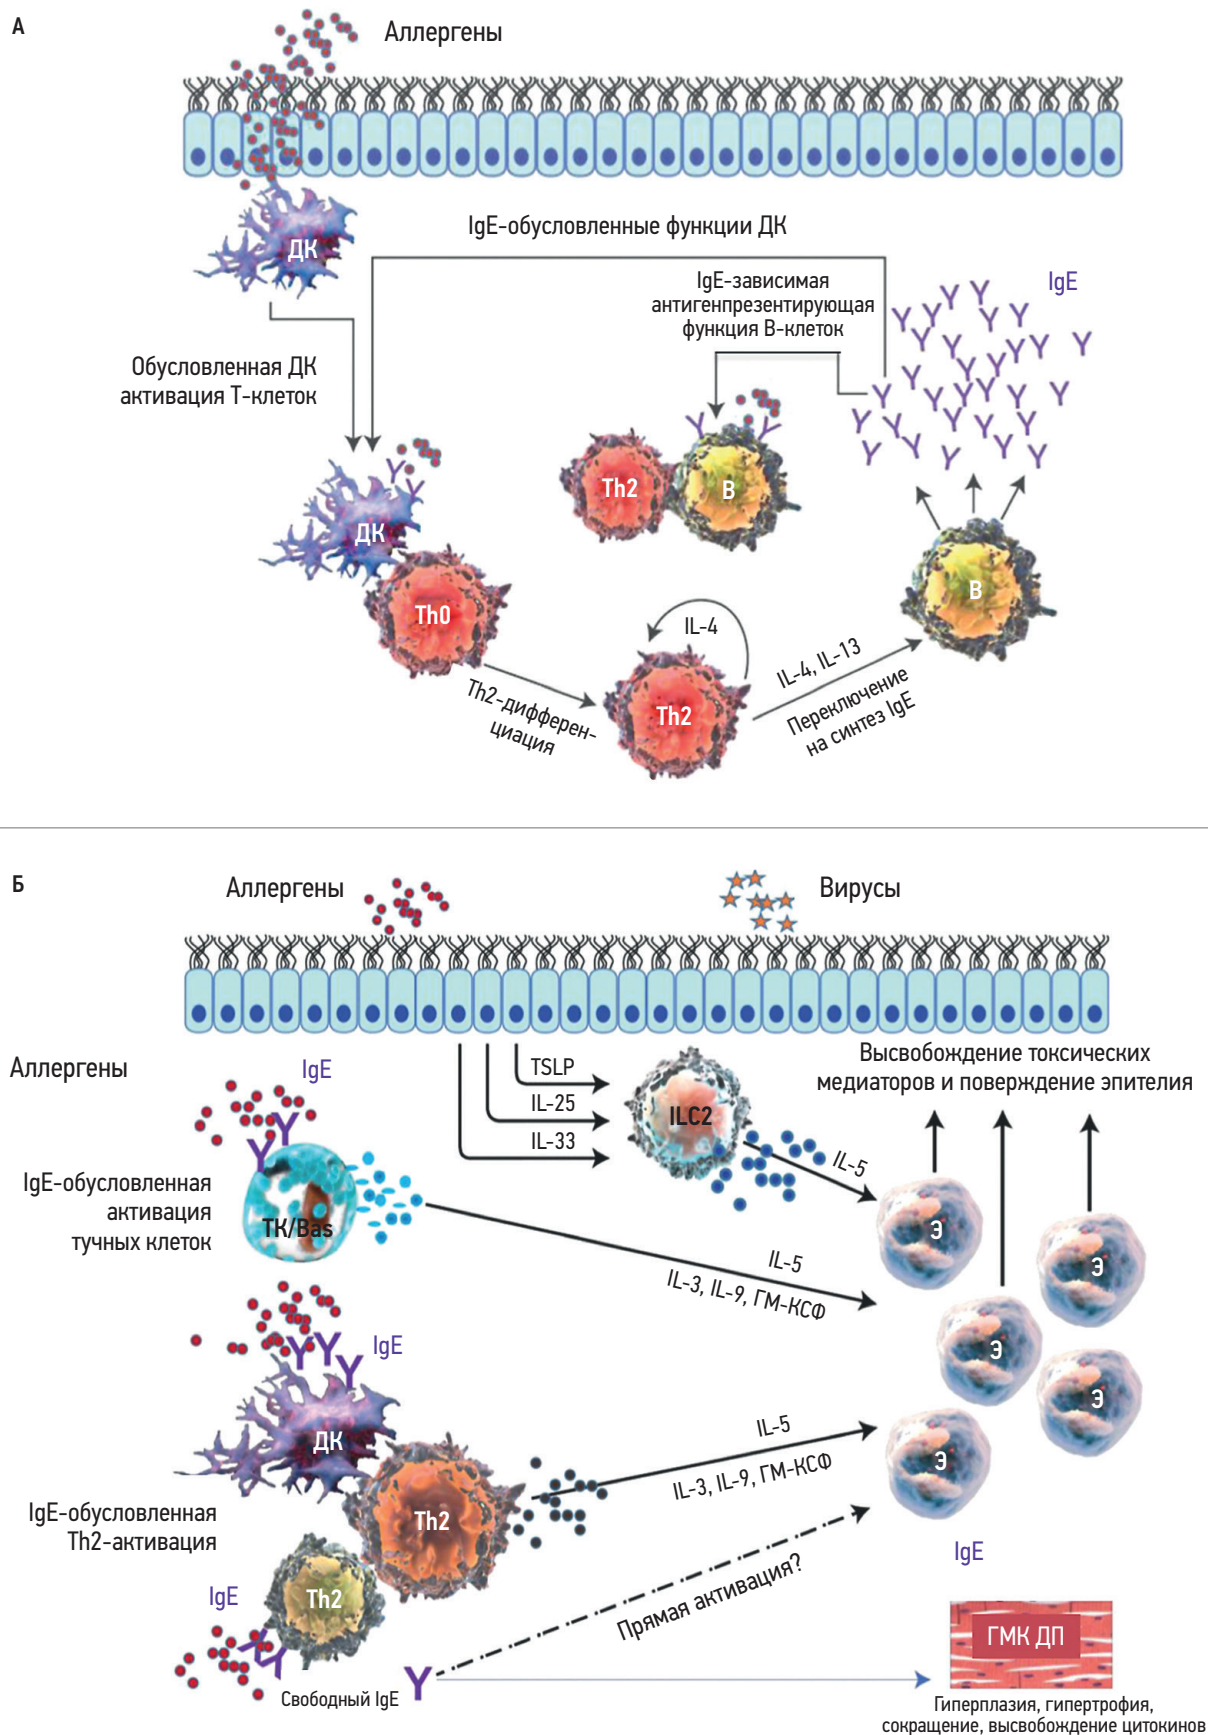 А
Аллергены
ДК
IgE-обусловленные функции ДК
IgE-зависимая
антигенпрезентирующая
функция В-клеток
IgE
Обусловленная ДК
активация Т-клеток
Th2
В
ДК
Th0
В
IL-4
IL-4, IL-13
Th2
Переключение
на синтез IgE
Th2-дифферен-
циация
Б
Аллергены
Вирусы
Аллергены
IgE
TSLP
IL-25
IL-33
ILC2
Высвобождение токсических
медиаторов и поверждение эпителия
IL-5
IgE-обусловленная
активация
тучных клеток
ТК/Bas
Э
Э
IL-5
IL-3, IL-9, ГМ-КСФ
IgE
Э
Э
ДК
IL-5
IL-3, IL-9, ГМ-КСФ
Э
IgE-обусловленная
Th2-активация
Th2
IgE
IgE
Th2
Прямая активация?
ГМК ДП
Свободный IgE
Гиперплазия, гипертрофия,
сокращение, высвобождение цитокинов